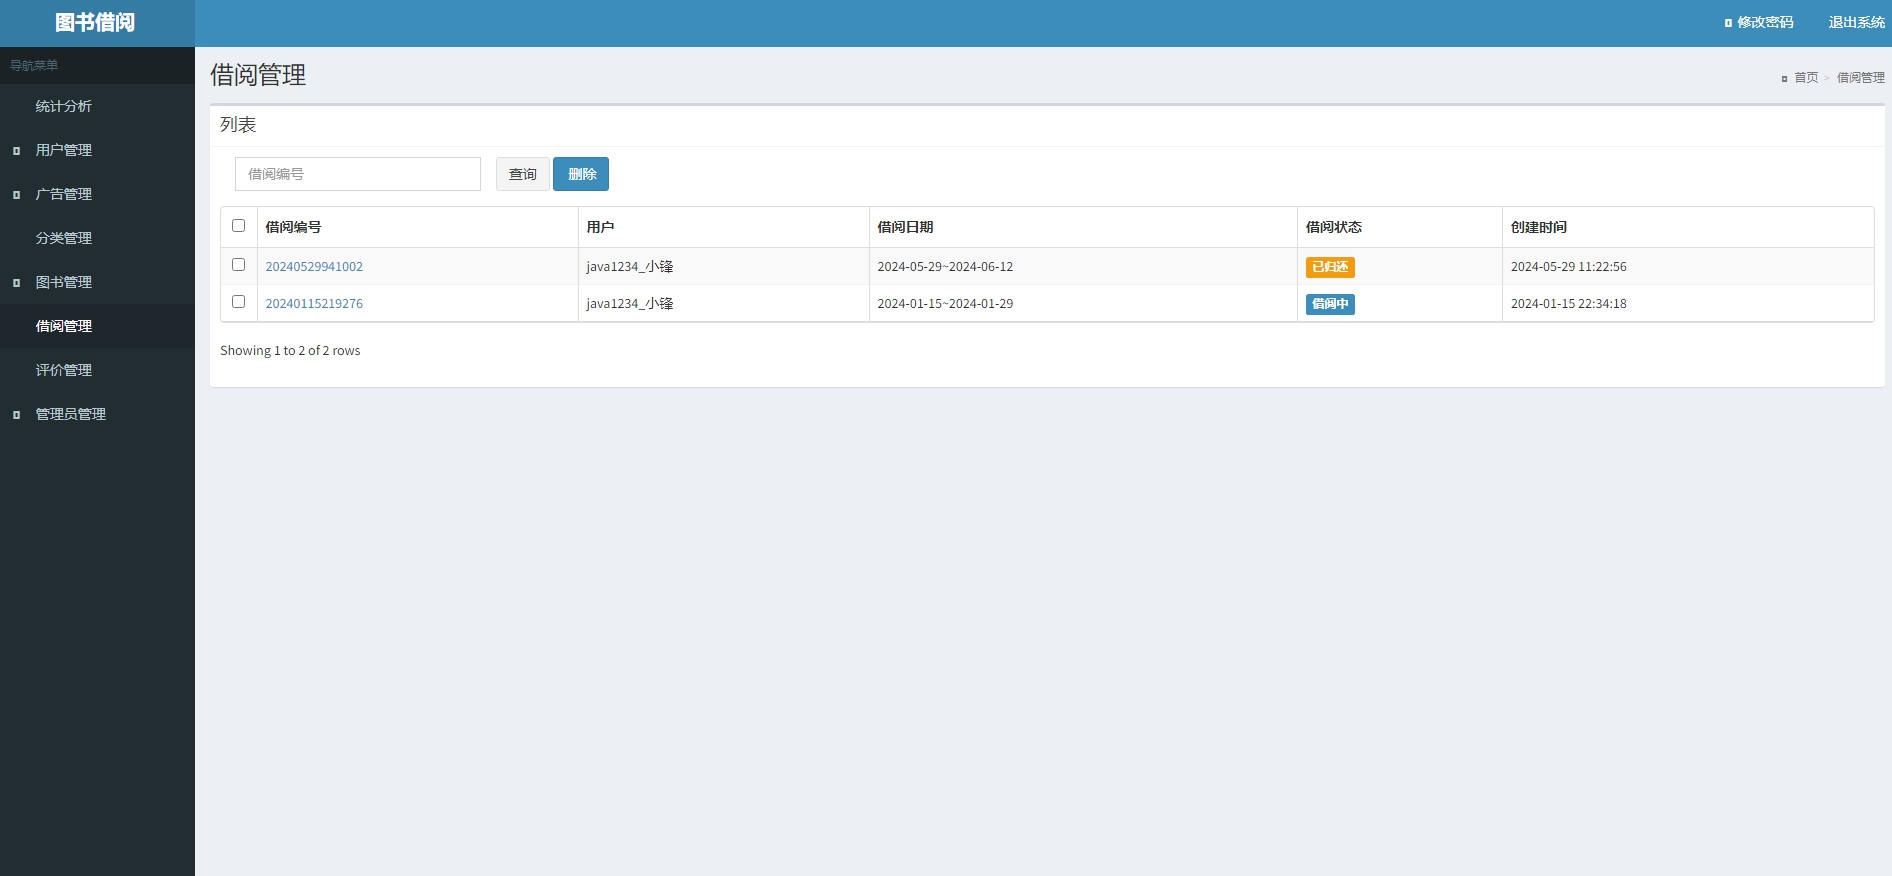 图书借阅
修改密码 退出系统
导航菜单
统计分析
用户管理
广告管理
分类管理
图书管理
借阅管理
评价管理
管理员管理
借阅管理
首页 > 借阅管理
列表
借阅编号 查询 删除
借阅编号 用户 借阅日期 借阅状态 创建时间
20240529941002 java1234_小锋 2024-05-29~2024-06-12 已归还 2024-05-29 11:22:56
20240115219276 java1234_小锋 2024-01-15~2024-01-29 借阅中 2024-01-15 22:34:18
Showing 1 to 2 of 2 rows